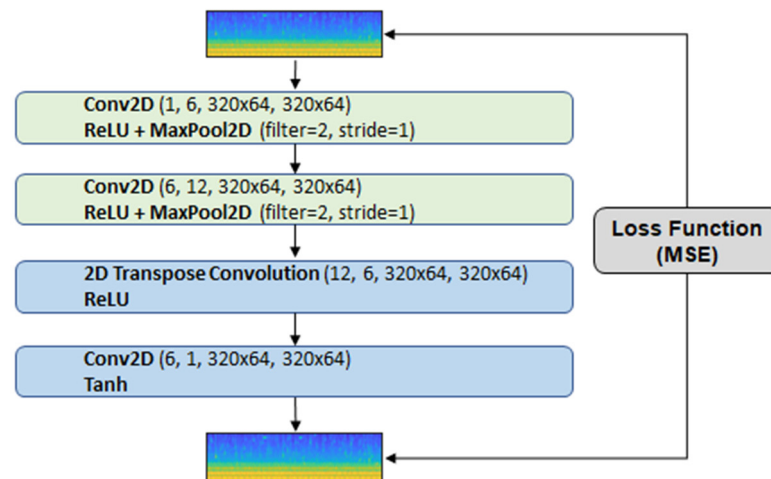 Conv2D (1, 6, 320x64, 320x64)
ReLU + MaxPool2D (filter=2, stride=1)
Conv2D (6, 12, 320x64, 320x64)
ReLU + MaxPool2D (filter=2, stride=1)
2D Transpose Convolution (12, 6, 320x64, 320x64)
ReLU
Conv2D (6, 1, 320x64, 320x64)
Tanh
Loss Function
(MSE)